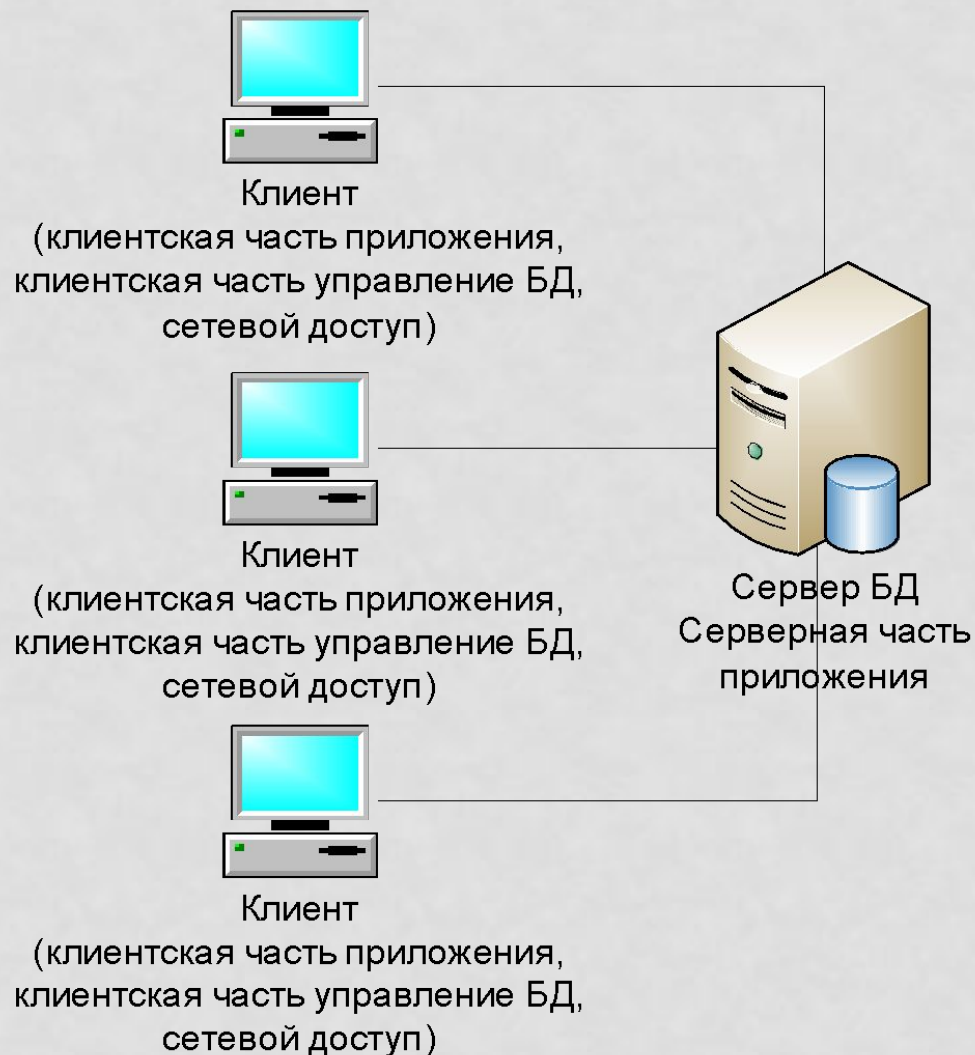 Клиент
(клиентская часть приложения,
клиентская часть управление БД,
сетевой доступ)
Клиент
(клиентская часть приложения,
клиентская часть управление БД,
сетевой доступ)
Сервер БД
Серверная часть
приложения
Клиент
(клиентская часть приложения,
клиентская часть управление БД,
сетевой доступ)